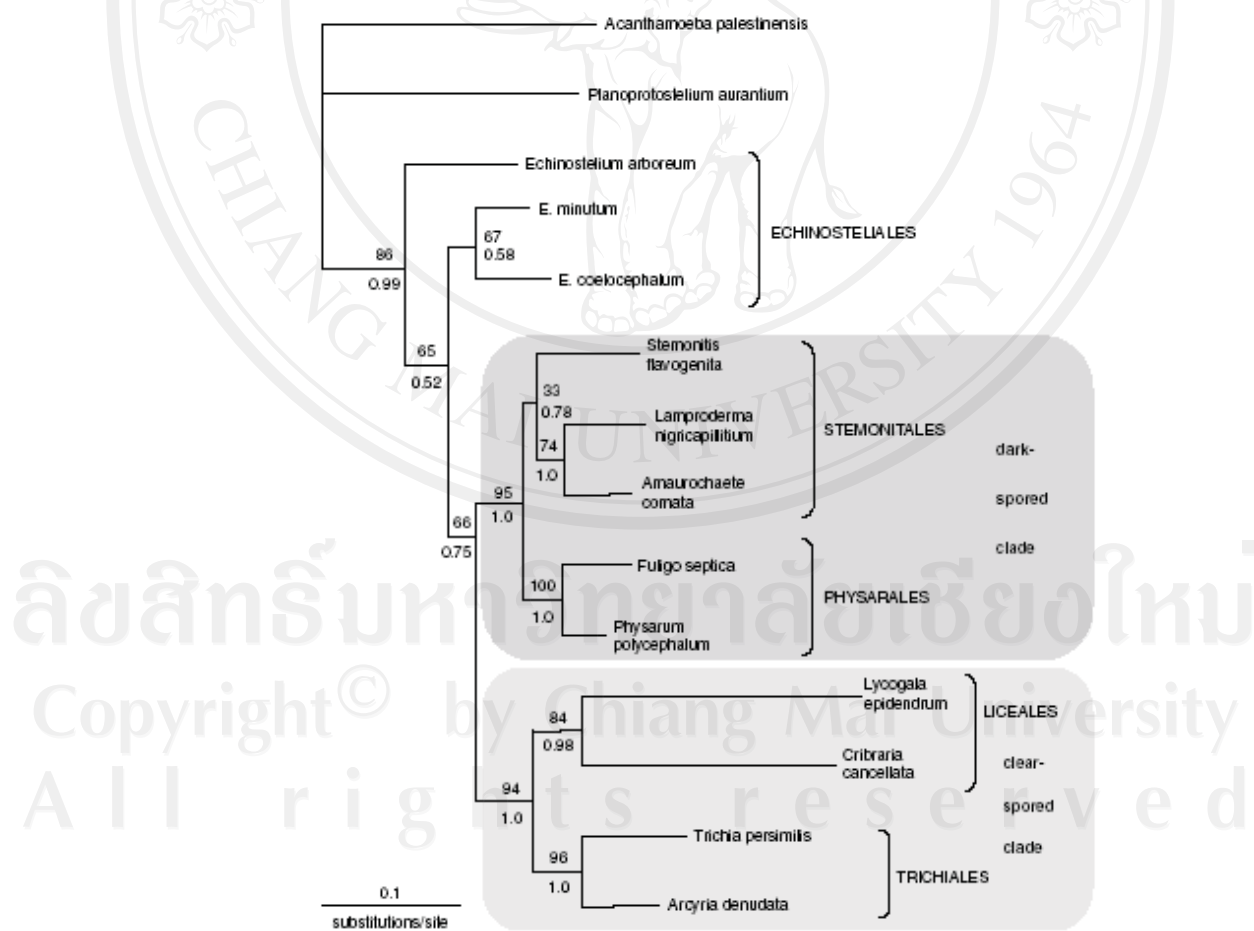 Acanthamoeba palestinensis
Planoprotostelium aurantium
Echinostelium arboreum
E. minutum
67
0.58
ECHINOSTELIALES
86
0.99
E. coelocephalum
65
0.52
Stemonitis
flavogenita
33
0.78
Lamproderma
nigricapillitium
STEMONITALES
74
1.0
Amaurochaete
comata
dark-
spored
clade
95
1.0
66
0.75
Fuligo septica
100
1.0
PHYSARALES
Physarum
polycephalum
Lycogala
epidendrum
LICEALES
84
0.98
Cribraria
cancellata
clear-
spored
clade
94
1.0
Trichia persimilis
96
1.0
TRICHIALES
Arcyria denudata
0.1
substitutions/site
CHIANG MAI UNIVERSITY 1964
ลิขสิทธิ์มหาวิทยาลัยเชียงใหม่
Copyright© by Chiang Mai University
All rights reserved